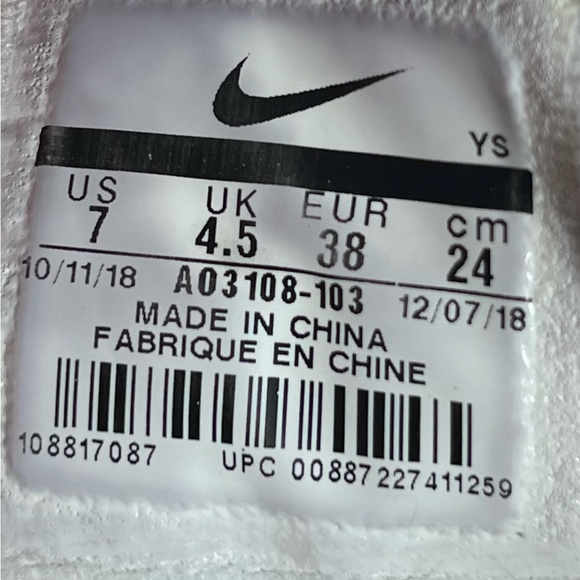 YS
US UK EUR cm
7 4.5 38 24
10/11/18 AO3108-103 12/07/18
MADE IN CHINA
FABRIQUE EN CHINE
108817087 UPC 00887227411259